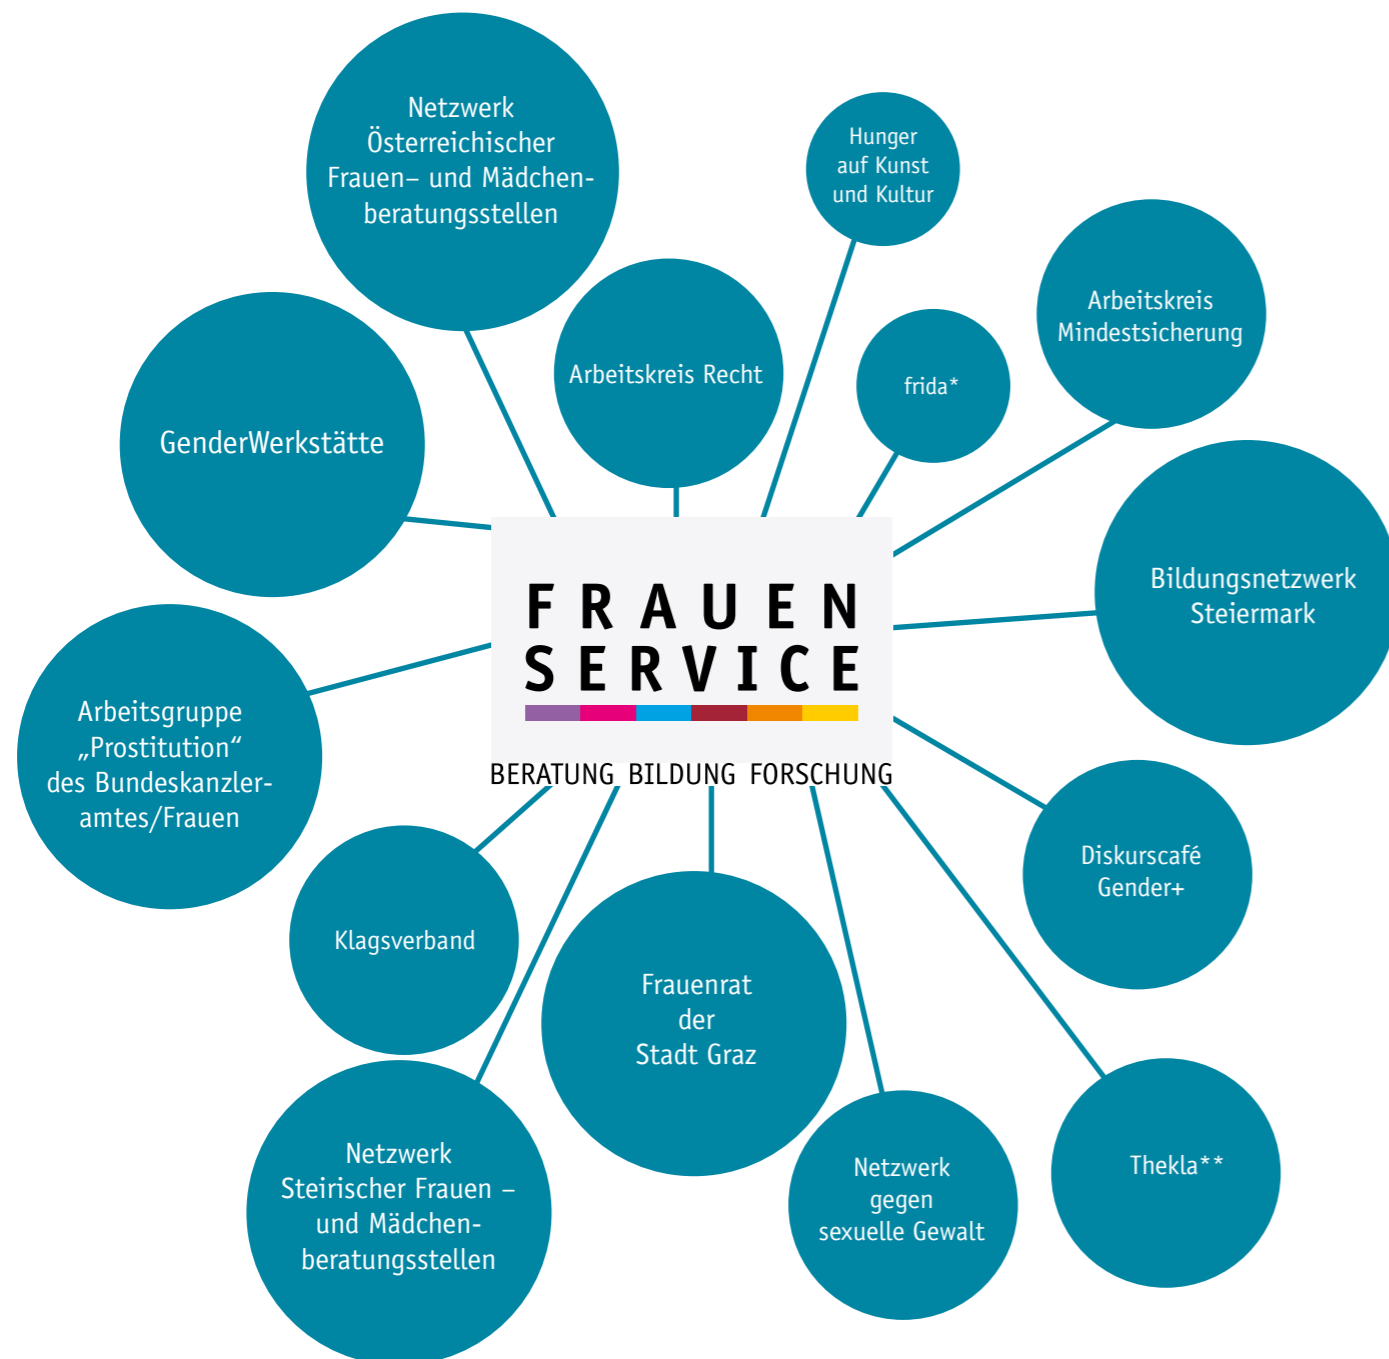 Netzwerk
Österreichischer
Frauen– und Mädchen-
beratungsstellen
Hunger
auf Kunst
und Kultur
Arbeitskreis
Mindestsicherung
Arbeitskreis Recht
frida*
GenderWerkstätte
Bildungsnetzwerk
Steiermark
FRAUEN
SERVICE
BERATUNG BILDUNG FORSCHUNG
Arbeitsgruppe
„Prostitution“
des Bundeskanzler-
amtes/Frauen
Diskurscafé
Gender+
Klagsverband
Frauenrat
der
Stadt Graz
Netzwerk
Steirischer Frauen –
und Mädchen-
beratungsstellen
Netzwerk
gegen
sexuelle Gewalt
Thekla**